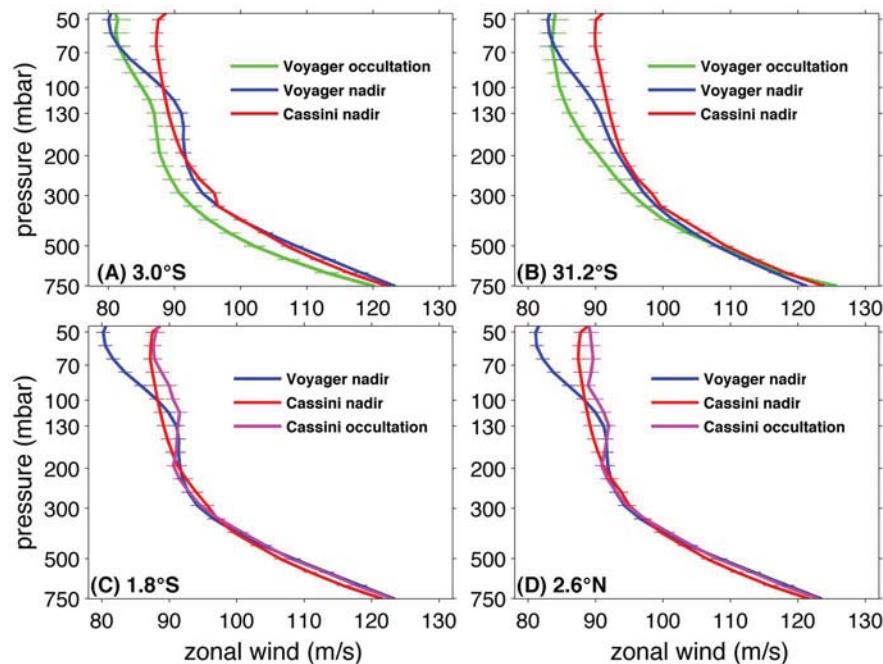 50
70
100
130
200
300
500
750
pressure (mbar)
Voyager occultation
Voyager nadir
Cassini nadir
(A) 3.0°S
80 90 100 110 120 130
50
70
100
130
200
300
500
750
Voyager occultation
Voyager nadir
Cassini nadir
(B) 31.2°S
80 90 100 110 120 130
50
70
100
130
200
300
500
750
pressure (mbar)
Voyager nadir
Cassini nadir
Cassini occultation
(C) 1.8°S
80 90 100 110 120 130
zonal wind (m/s)
50
70
100
130
200
300
500
750
Voyager nadir
Cassini nadir
Cassini occultation
(D) 2.6°N
80 90 100 110 120 130
zonal wind (m/s)